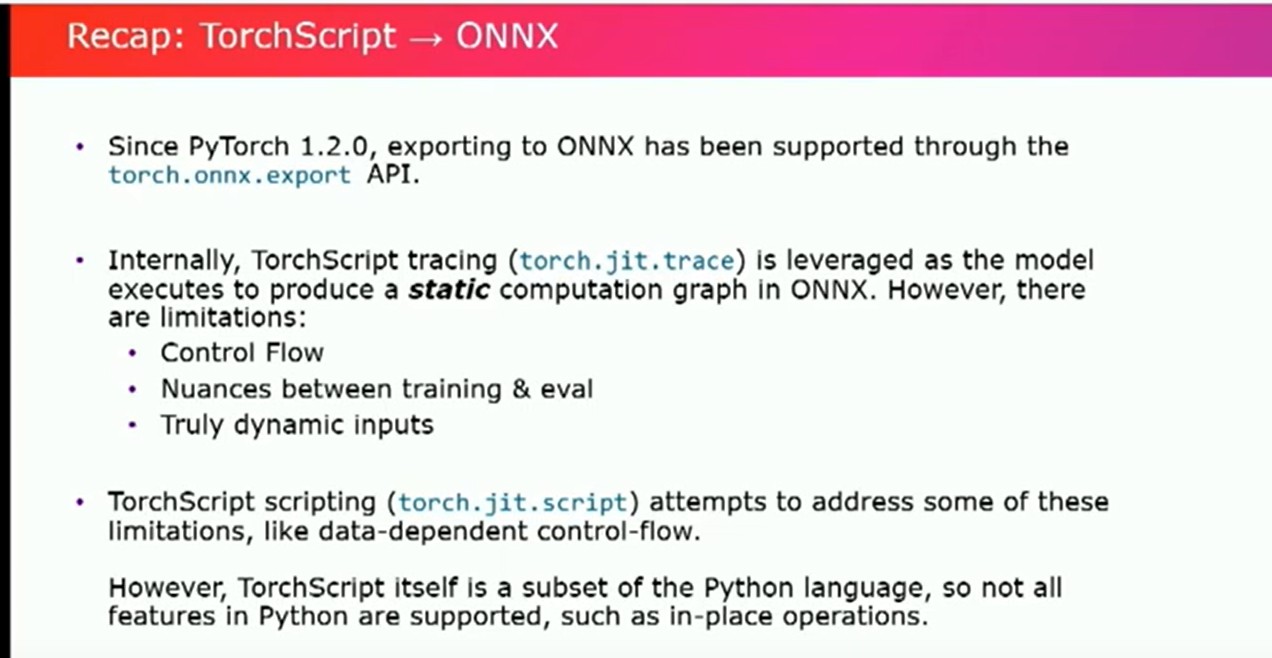 Recap: TorchScript → ONNX
• Since PyTorch 1.2.0, exporting to ONNX has been supported through the
torch.onnx.export API.
• Internally, TorchScript tracing (torch.jit.trace) is leveraged as the model
executes to produce a static computation graph in ONNX. However, there
are limitations:
• Control Flow
• Nuances between training & eval
• Truly dynamic inputs
• TorchScript scripting (torch.jit.script) attempts to address some of these
limitations, like data-dependent control-flow.
However, TorchScript itself is a subset of the Python language, so not all
features in Python are supported, such as in-place operations.